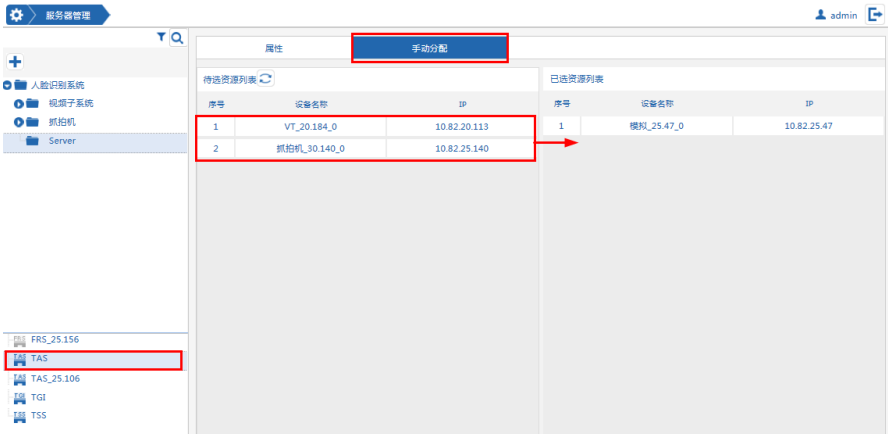 服务器管理
admin
人脸识别系统
视频子系统
抓拍机
Server
FRS_25.156
TAS
TAS_25.106
TGI
TSS
属性
手动分配
待选资源列表
序号 设备名称 IP
1 VT_20.184_0 10.82.20.113
2 抓拍机_30.140_0 10.82.25.140
已选资源列表
序号 设备名称 IP
1 模拟_25.47_0 10.82.25.47